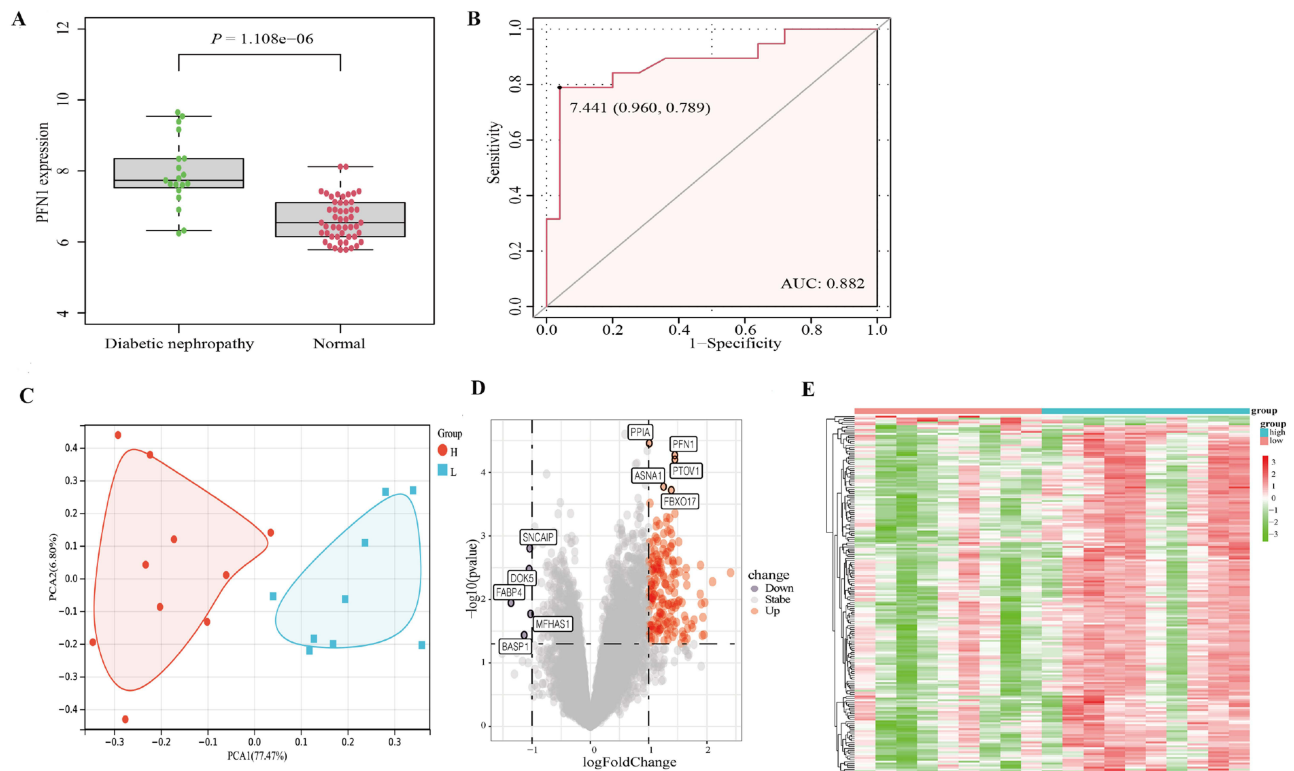 A
12
10
8
6
4
PFN1 expression
P = 1.108e−06
Diabetic nephropathy
Normal
B
1.0
0.8
0.6
0.4
0.2
0.0
Sensitivity
7.441 (0.960, 0.789)
AUC: 0.882
0.0 0.2 0.4 0.6 0.8 1.0
1−Specificity
C
0.4
0.3
0.2
0.1
0.0
−0.1
−0.2
−0.3
−0.4
PCA2(6.80%)
−0.3 −0.2 −0.1 0.0 0.1 0.2 0.3
PCA1(77.47%)
Group
H
L
D
4
3
2
1
0
−log10(pvalue)
PPIA
PFN1
PTOV1
ASNA1
FBXO17
SNCAIP
DOK5
FABP4
MFHAS1
BASP1
−1 0 1 2
logFoldChange
change
Down
Stabe
Up
E
group
group
high
low
3
2
1
0
−1
−2
−3